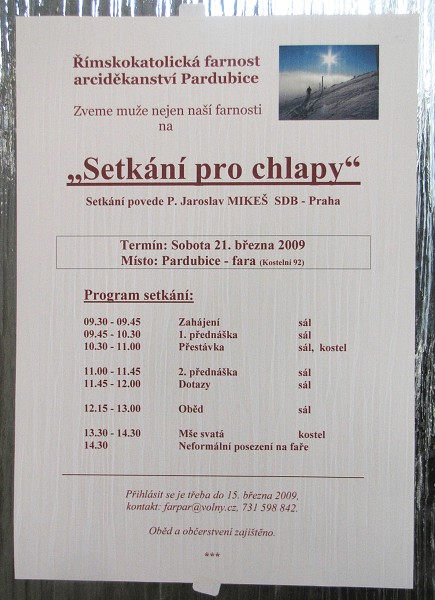 Římskokatolická farnost
arciděkanství Pardubice
Zveme muže nejen naší farnosti
na
„Setkání pro chlapy“
Setkání povede P. Jaroslav MIKEŠ SDB - Praha
Termín: Sobota 21. března 2009
Místo: Pardubice - fara (Kostelní 92)
Program setkání:
09.30 - 09.45 Zahájení sál
09.45 - 10.30 1. přednáška sál
10.30 - 11.00 Přestávka sál, kostel
11.00 - 11.45 2. přednáška sál
11.45 - 12.00 Dotazy sál
12.15 - 13.00 Oběd sál
13.30 - 14.30 Mše svatá kostel
14.30 Neformální posezení na faře
Přihlásit se je třeba do 15. března 2009,
kontakt: farpar@volny.cz, 731 598 842.
Oběd a občerstvení zajištěno.
***